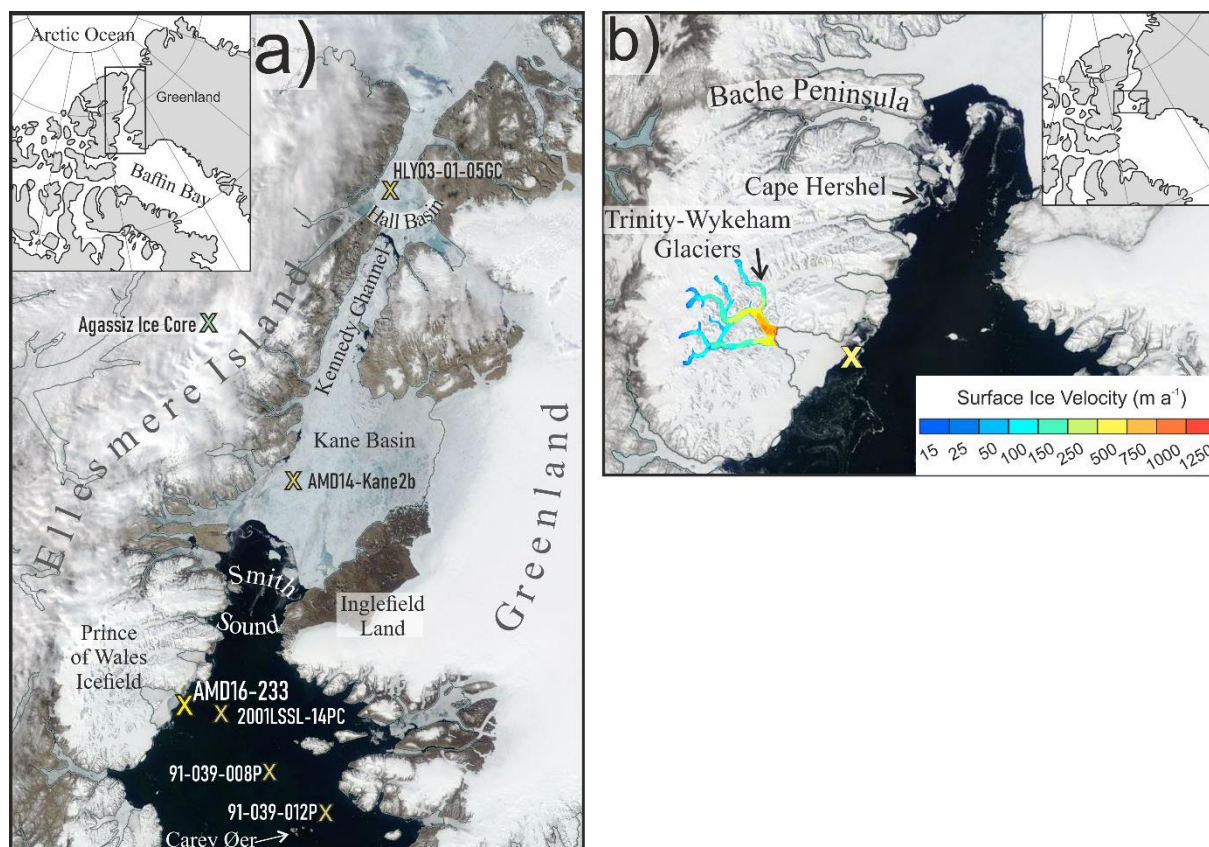 a)
Arctic Ocean
Greenland
Baffin Bay
HLY03-01-05GC
Hall Basin
Kennedy Channel
Agassiz Ice Core
Ellesmere Island
Kane Basin
AMD14-Kane2b
Greenland
Smith
Sound
Inglefield
Land
Prince
of Wales
Icefield
AMD16-233
2001LSSL-14PC
91-039-008P
91-039-012P
Carey Øer
b)
Bache Peninsula
Cape Hershel
Trinity-Wykeham
Glaciers
Surface Ice Velocity (m a⁻¹)
15 25 50 100 150 250 500 750 1000 1250